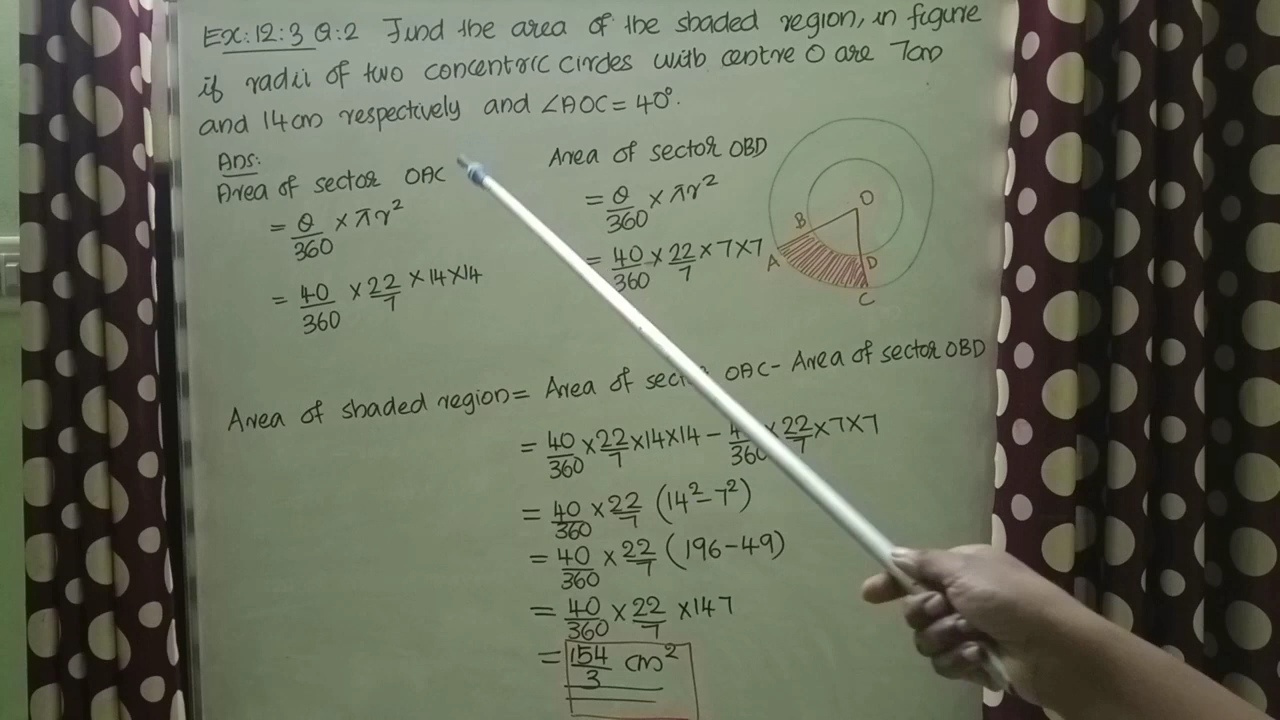 Ex:12:3 Q:2 Find the area of the shaded region, in figure
if radii of two concentric circles with centre O are 7cm
and 14cm respectively and ∠AOC = 40°.
Ans:
Area of sector OAC
= θ/360 × πr²
= 40/360 × 22/7 × 14×14
Area of sector OBD
= θ/360 × πr²
= 40/360 × 22/7 × 7×7
O
B
A
D
C
Area of shaded region = Area of sector OAC - Area of sector OBD
= 40/360 × 22/7 ×14×14 - 40/360 × 22/7 ×7×7
= 40/360 × 22/7 (14²-7²)
= 40/360 × 22/7 (196-49)
= 40/360 × 22/7 ×147
= 154/3 cm²